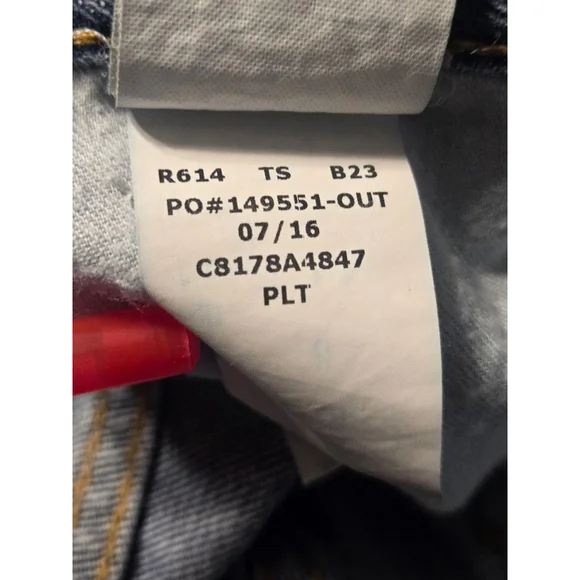 R614 TS B23
PO#149551-OUT
07/16
C8178A4847
PLT